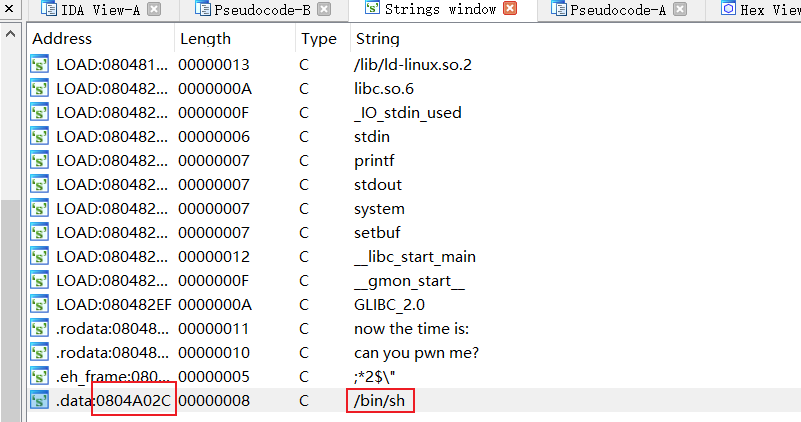 IDA View-A Pseudocode-B Strings window Pseudocode-A Hex View
Address Length Type String
LOAD:080481... 00000013 C /lib/ld-linux.so.2
LOAD:080482... 0000000A C libc.so.6
LOAD:080482... 0000000F C _IO_stdin_used
LOAD:080482... 00000006 C stdin
LOAD:080482... 00000007 C printf
LOAD:080482... 00000007 C stdout
LOAD:080482... 00000007 C system
LOAD:080482... 00000007 C setbuf
LOAD:080482... 00000012 C __libc_start_main
LOAD:080482... 0000000F C __gmon_start__
LOAD:080482EF 0000000A C GLIBC_2.0
.rodata:08048... 00000011 C now the time is:
.rodata:08048... 00000010 C can you pwn me?
.eh_frame:080... 00000005 C ;*2$\"
.data:0804A02C 00000008 C /bin/sh